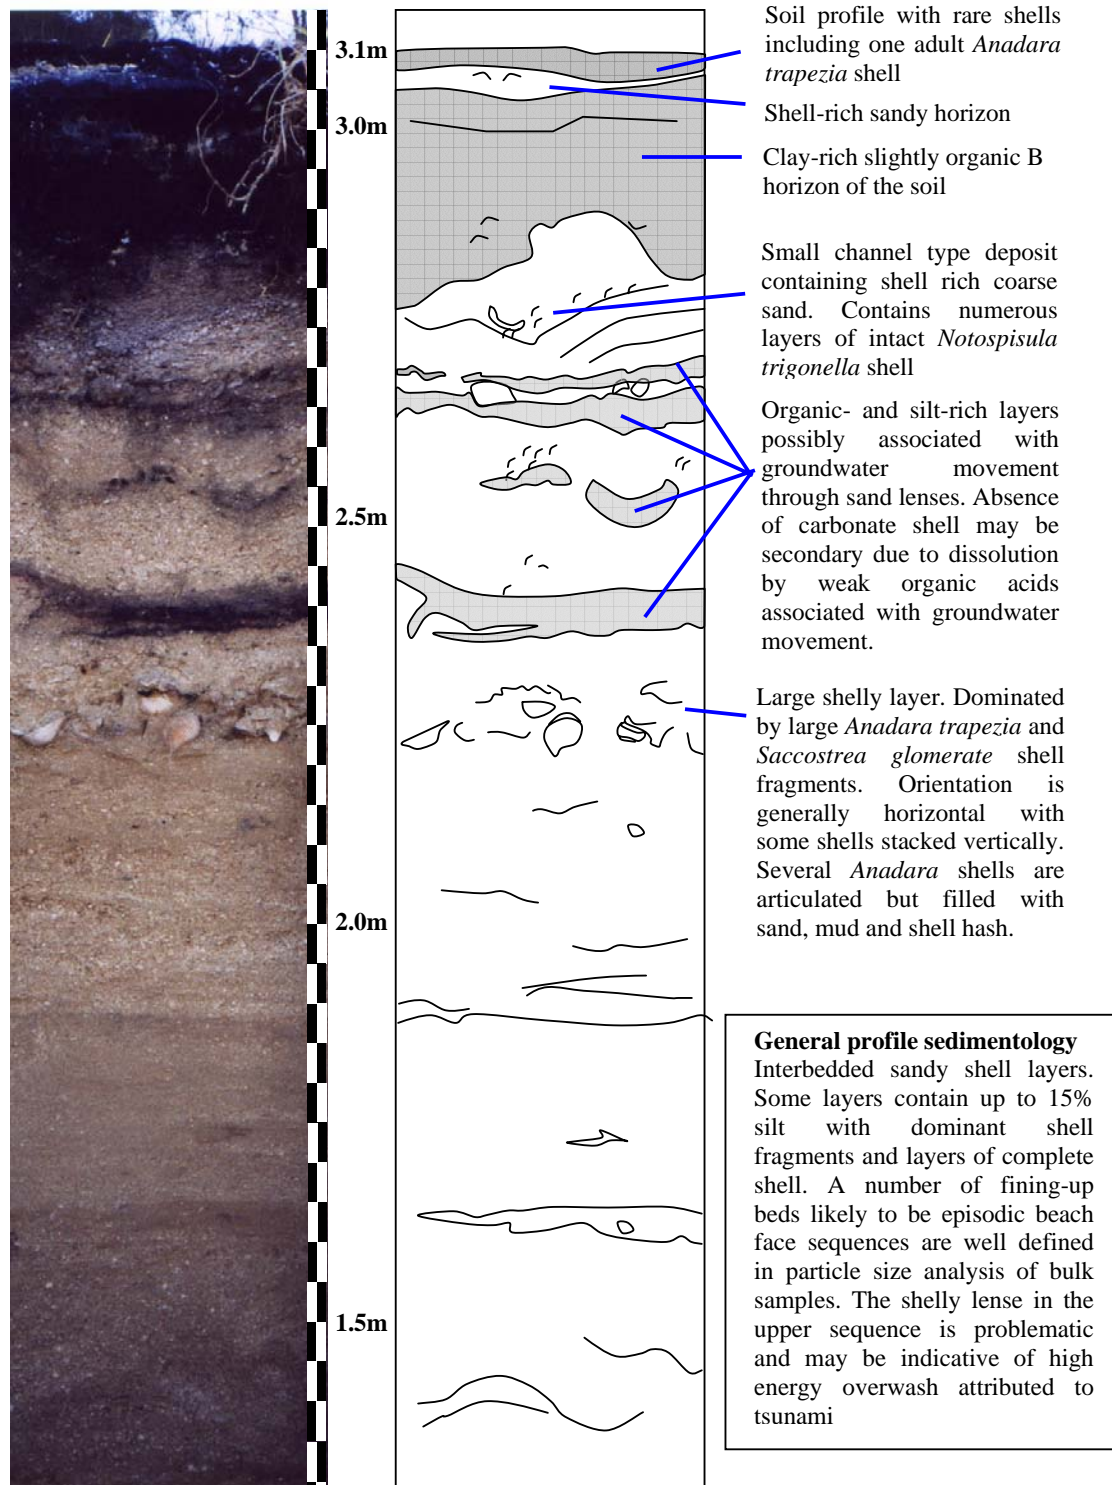 3.1m
3.0m
2.5m
2.0m
1.5m
Soil profile with rare shells
including one adult Anadara
trapezia shell
Shell-rich sandy horizon
Clay-rich slightly organic B
horizon of the soil
Small channel type deposit
containing shell rich coarse
sand. Contains numerous
layers of intact Notospisula
trigonella shell
Organic- and silt-rich layers
possibly associated with
groundwater movement
through sand lenses. Absence
of carbonate shell may be
secondary due to dissolution
by weak organic acids
associated with groundwater
movement.
Large shelly layer. Dominated
by large Anadara trapezia and
Saccostrea glomerate shell
fragments. Orientation is
generally horizontal with
some shells stacked vertically.
Several Anadara shells are
articulated but filled with
sand, mud and shell hash.
General profile sedimentology
Interbedded sandy shell layers.
Some layers contain up to 15%
silt with dominant shell
fragments and layers of complete
shell. A number of fining-up
beds likely to be episodic beach
face sequences are well defined
in particle size analysis of bulk
samples. The shelly lense in the
upper sequence is problematic
and may be indicative of high
energy overwash attributed to
tsunami